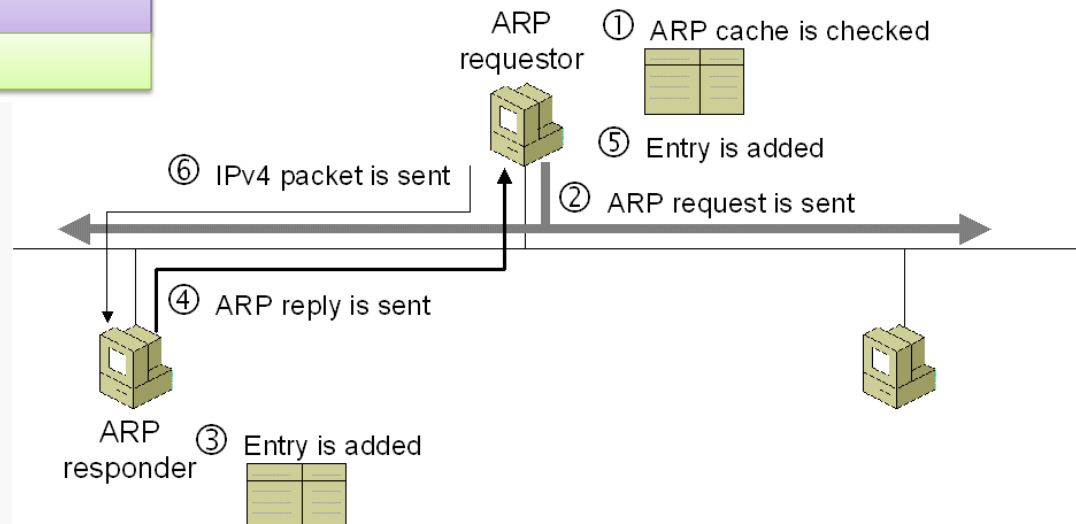 ARP
requestor
① ARP cache is checked
⑤ Entry is added
⑥ IPv4 packet is sent
② ARP request is sent
④ ARP reply is sent
ARP
responder
③ Entry is added